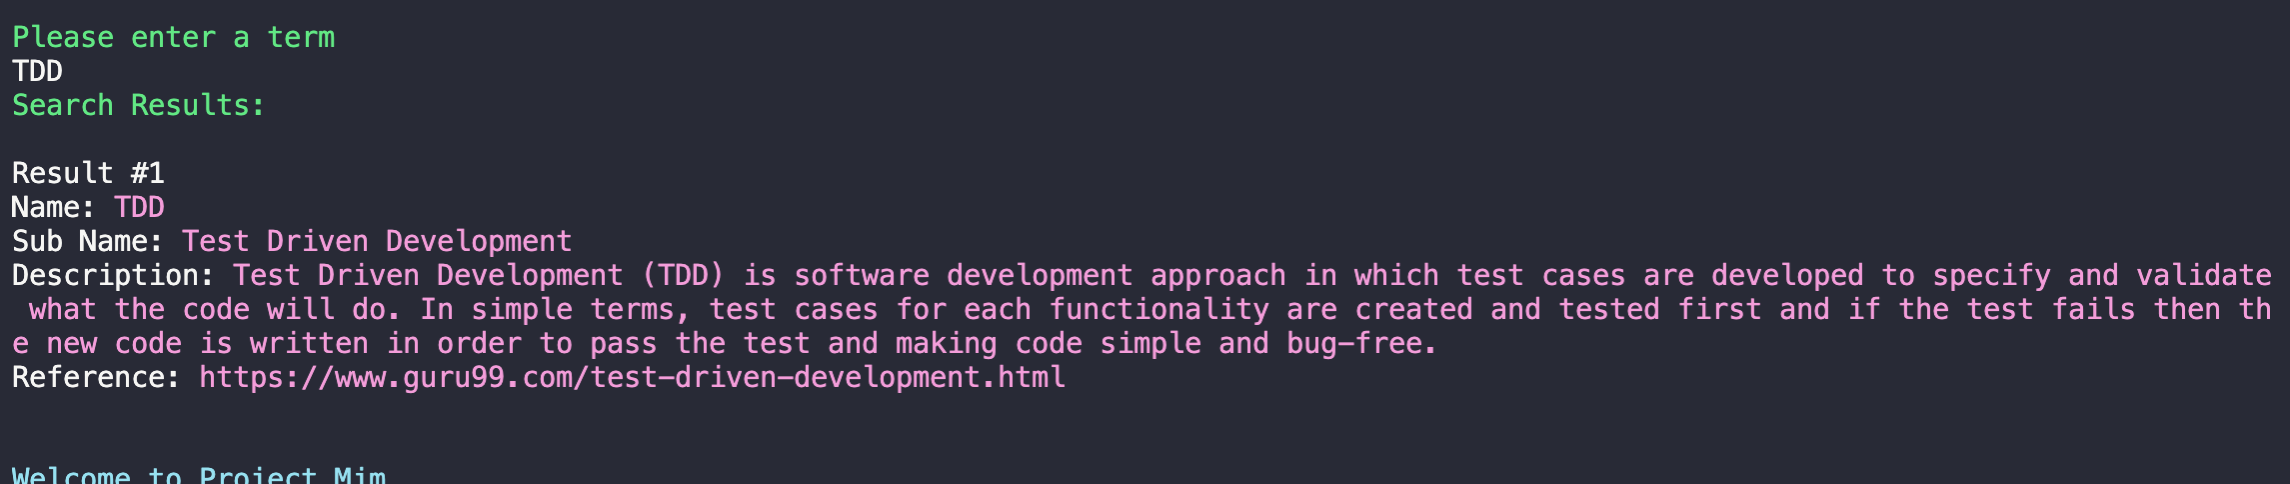 Please enter a term
TDD
Search Results:
Result #1
Name: TDD
Sub Name: Test Driven Development
Description: Test Driven Development (TDD) is software development approach in which test cases are developed to specify and validate
what the code will do. In simple terms, test cases for each functionality are created and tested first and if the test fails then th
e new code is written in order to pass the test and making code simple and bug-free.
Reference: https://www.guru99.com/test-driven-development.html
Welcome to Project Mim